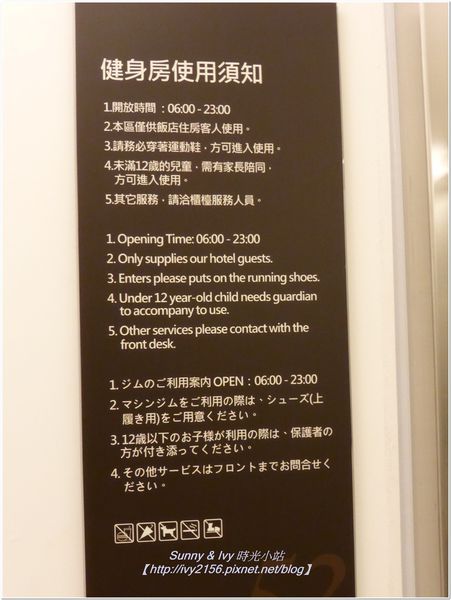 健身房使用須知
1.開放時間：06:00 - 23:00
2.本區僅供飯店住房客人使用。
3.請務必穿著運動鞋，方可進入使用。
4.未滿12歲的兒童，需有家長陪同，
方可進入使用。
5.其它服務，請洽櫃檯服務人員。
1. Opening Time: 06:00 - 23:00
2. Only supplies our hotel guests.
3. Enters please puts on the running shoes.
4. Under 12 year-old child needs guardian
to accompany to use.
5. Other services please contact with the
front desk.
1. ジムのご利用案内 OPEN：06:00 - 23:00
2. マシンジムをご利用の際は、シューズ(上
履き用)をご用意ください。
3. 12歳以下のお子様が利用の際は、保護者の
方が付き添ってください。
4. その他サービスはフロントまでお問合せく
ださい。
Sunny & Ivy 時光小站
【http://ivy2156.pixnet.net/blog/】